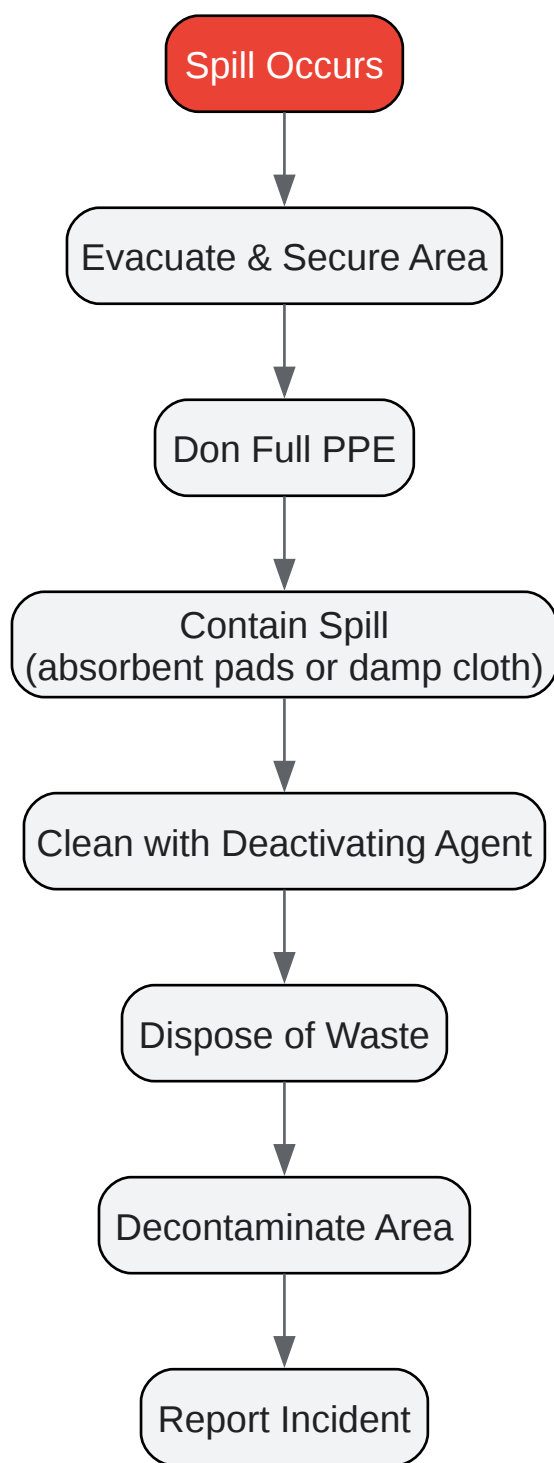 Spill Occurs
Evacuate & Secure Area
Don Full PPE
Contain Spill
(absorbent pads or damp cloth)
Clean with Deactivating Agent
Dispose of Waste
Decontaminate Area
Report Incident